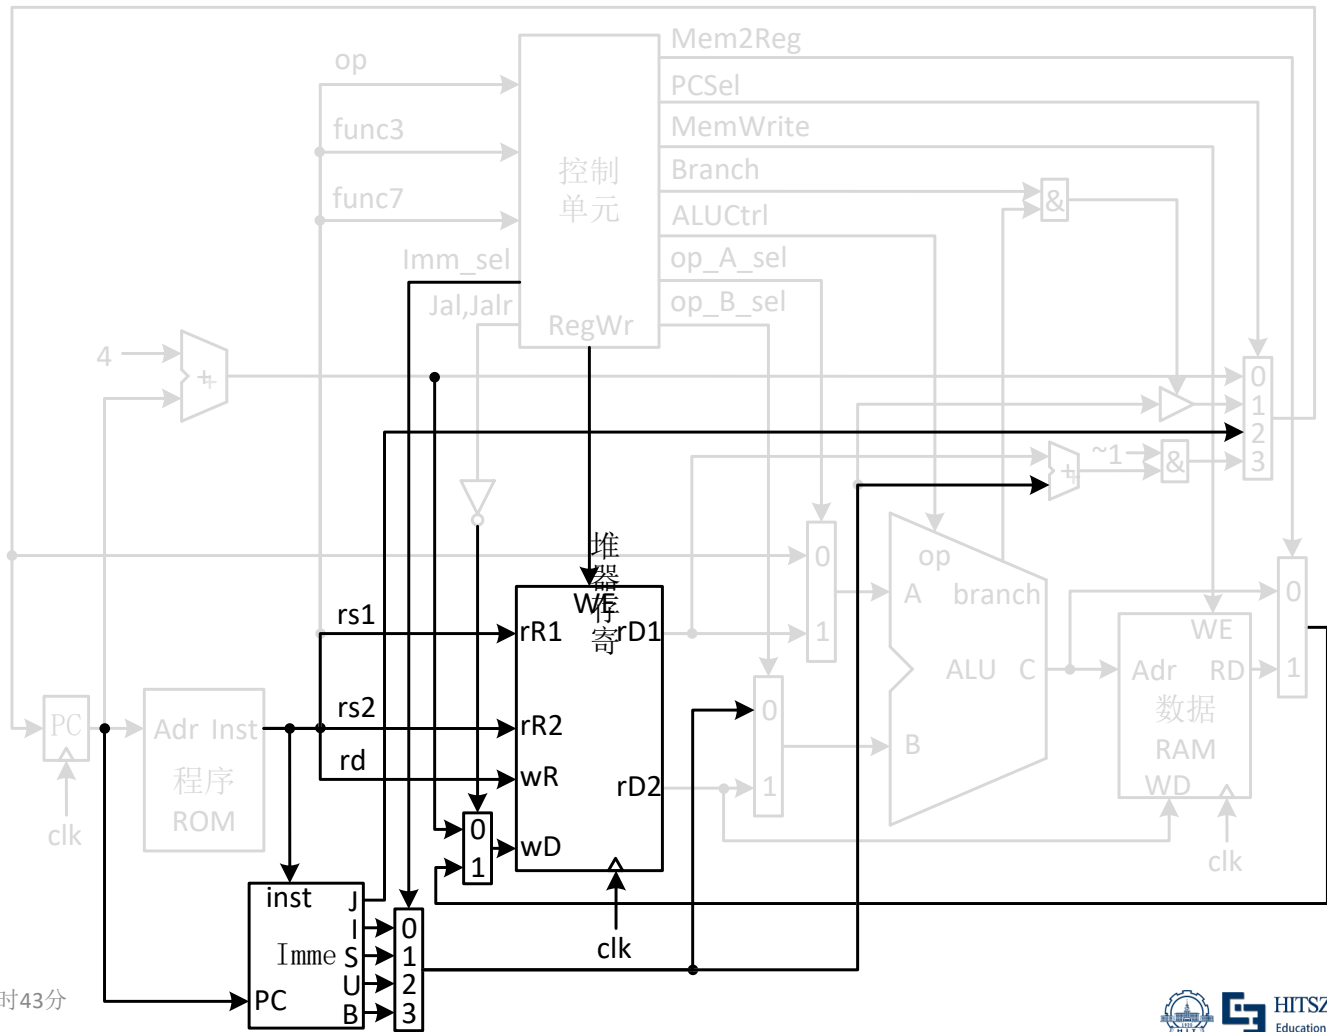 Mem2Reg
op
PCSel
func3
MemWrite
控制
单元
Branch
&
func7
ALUCtrl
Imm_sel
op_A_sel
Jal,Jalr
op_B_sel
RegWr
4
+
0
1
2
3
~1
+
&
堆
器
存
寄
WE
op
0
1
A
branch
0
1
rs1
rR1
rD1
WE
ALU
C
Adr
RD
数据
RAM
WD
rs2
rR2
0
1
B
PC
Adr
Inst
程序
ROM
rd
wR
rD2
clk
0
1
wD
clk
inst
J
I
S
U
B
Imme
PC
0
1
2
3
clk
时43分
HIT
HITSZ
Education